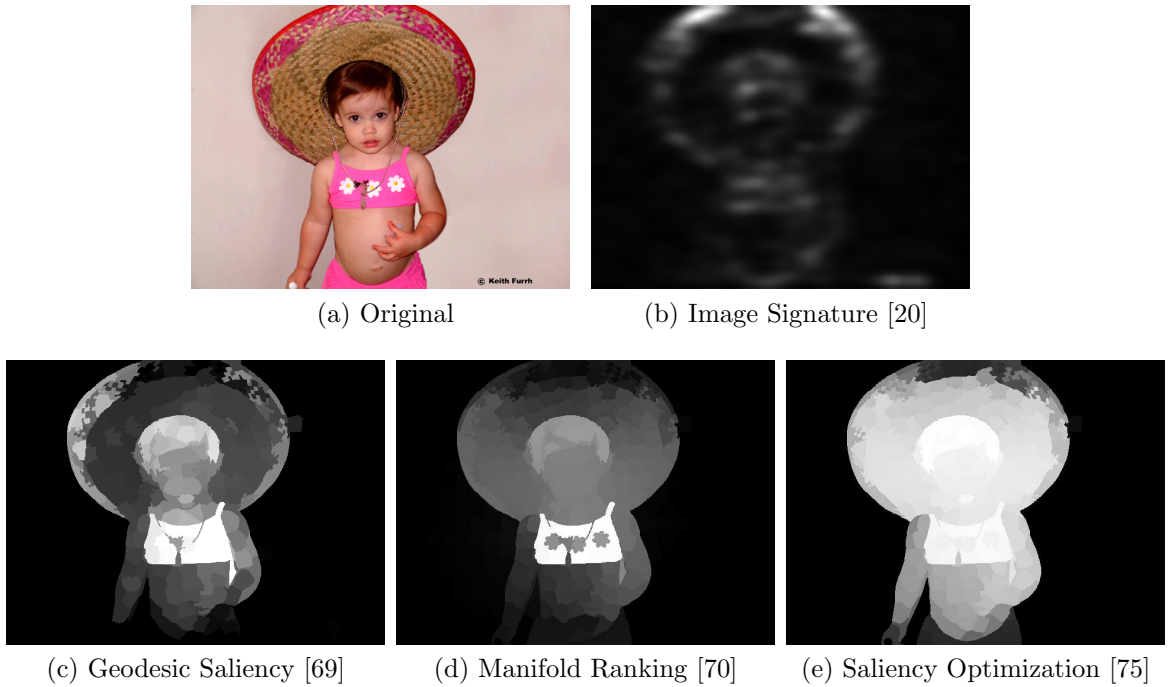 © Keith Furrh
(a) Original
(b) Image Signature [20]
(c) Geodesic Saliency [69]
(d) Manifold Ranking [70]
(e) Saliency Optimization [75]